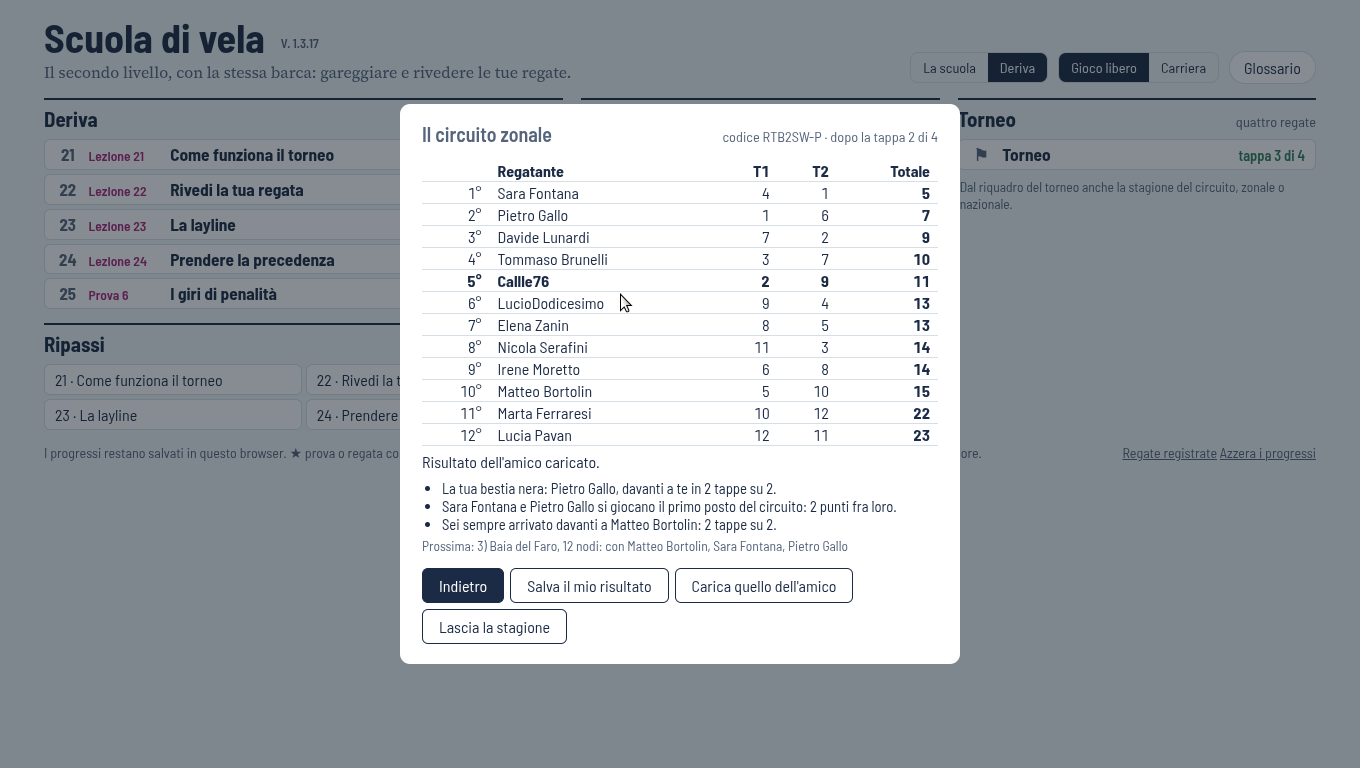 Scuola di vela V. 1.3.17
Il secondo livello, con la stessa barca: gareggiare e rivedere le tue regate.
La scuola Deriva Gioco libero Carriera Glossario
Deriva
21 Lezione 21 Come funziona il torneo
22 Lezione 22 Rivedi la tua regata
23 Lezione 23 La layline
24 Lezione 24 Prendere la precedenza
25 Prova 6 I giri di penalità
Ripassi
21 · Come funziona il torneo
22 · Rivedi la t
23 · La layline
24 · Prendere
I progressi restano salvati in questo browser. ★ prova o regata co
ore.
Regate registrate Azzera i progressi
Torneo quattro regate
⚑ Torneo tappa 3 di 4
Dal riquadro del torneo anche la stagione del circuito, zonale o
nazionale.
Il circuito zonale codice RTB2SW-P · dopo la tappa 2 di 4
Regatante T1 T2 Totale
1° Sara Fontana 4 1 5
2° Pietro Gallo 1 6 7
3° Davide Lunardi 7 2 9
4° Tommaso Brunelli 3 7 10
5° Callle76 2 9 11
6° LucioDodicesimo 9 4 13
7° Elena Zanin 8 5 13
8° Nicola Serafini 11 3 14
9° Irene Moretto 6 8 14
10° Matteo Bortolin 5 10 15
11° Marta Ferraresi 10 12 22
12° Lucia Pavan 12 11 23
Risultato dell'amico caricato.
• La tua bestia nera: Pietro Gallo, davanti a te in 2 tappe su 2.
• Sara Fontana e Pietro Gallo si giocano il primo posto del circuito: 2 punti fra loro.
• Sei sempre arrivato davanti a Matteo Bortolin: 2 tappe su 2.
Prossima: 3) Baia del Faro, 12 nodi: con Matteo Bortolin, Sara Fontana, Pietro Gallo
Indietro Salva il mio risultato Carica quello dell'amico
Lascia la stagione